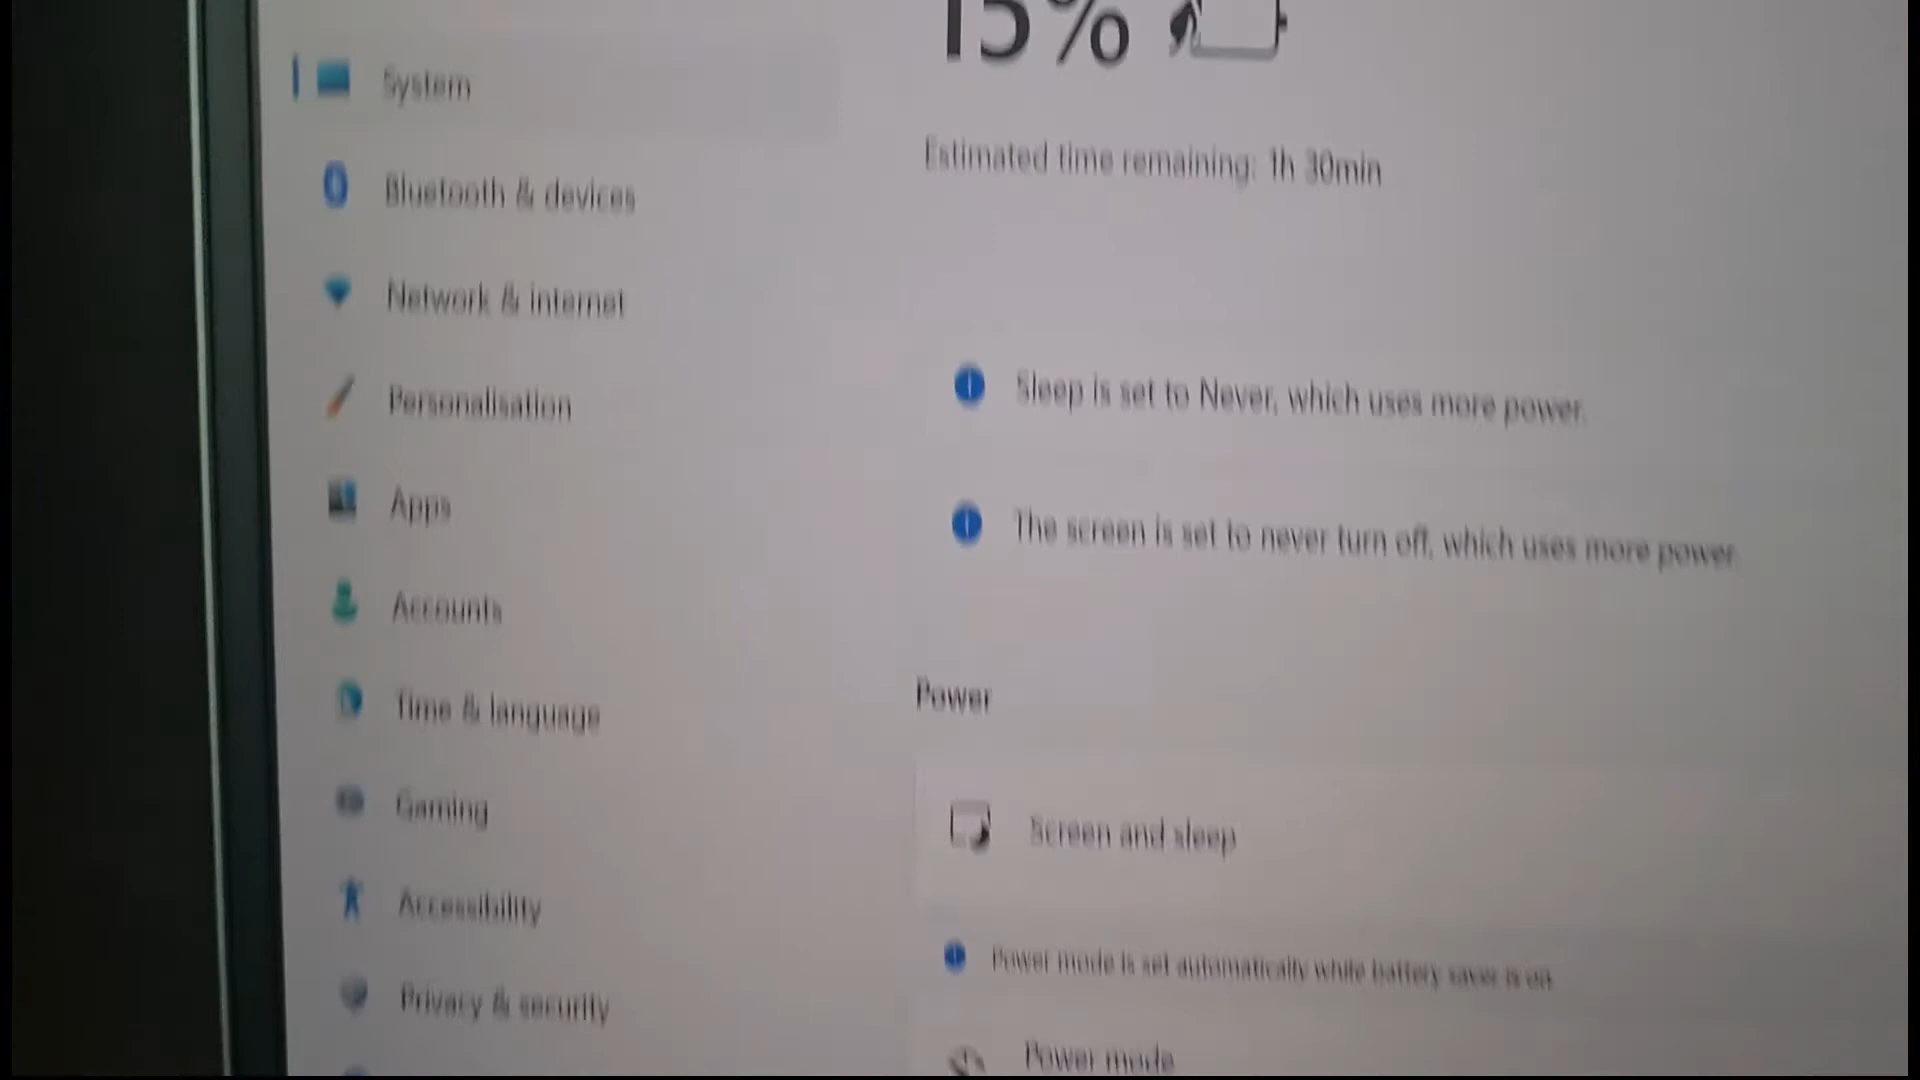 15%
System
Estimated time remaining: 1h 30min
Bluetooth & devices
Network & internet
Sleep is set to Never, which uses more power.
Personalisation
Apps
The screen is set to never turn off, which uses more power.
Accounts
Power
Time & language
Gaming
Screen and sleep
Accessibility
Power mode is set automatically while battery saver is on
Privacy & security
Power mode